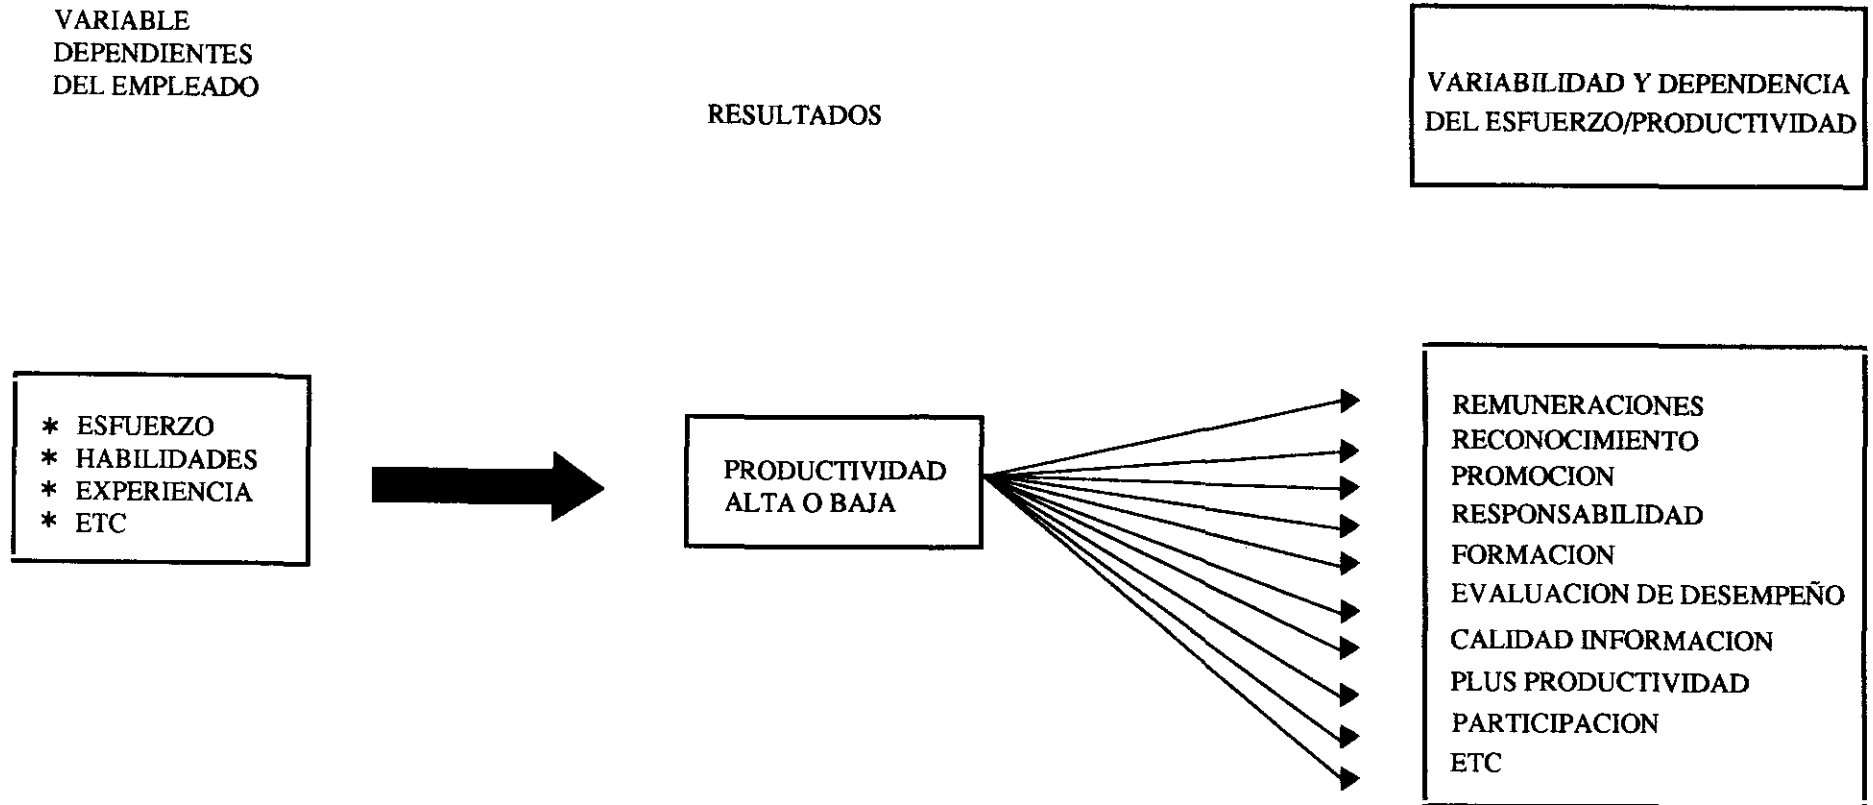 VARIABLE
DEPENDIENTES
DEL EMPLEADO
RESULTADOS
VARIABILIDAD Y DEPENDENCIA
DEL ESFUERZO/PRODUCTIVIDAD
* ESFUERZO
* HABILIDADES
* EXPERIENCIA
* ETC
PRODUCTIVIDAD
ALTA O BAJA
REMUNERACIONES
RECONOCIMIENTO
PROMOCION
RESPONSABILIDAD
FORMACION
EVALUACION DE DESEMPEÑO
CALIDAD INFORMACION
PLUS PRODUCTIVIDAD
PARTICIPACION
ETC